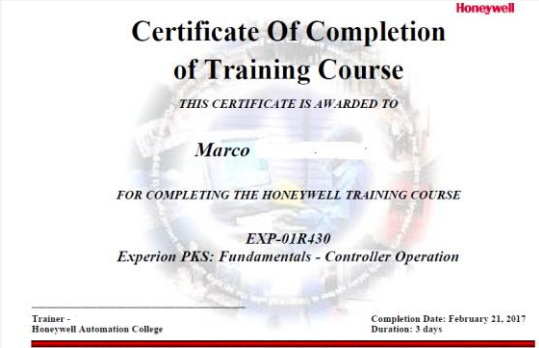 Honeywell
Certificate Of Completion
of Training Course
THIS CERTIFICATE IS AWARDED TO
Marco
FOR COMPLETING THE HONEYWELL TRAINING COURSE
EXP-01R430
Experion PKS: Fundamentals - Controller Operation
Trainer -
Honeywell Automation College
Completion Date: February 21, 2017
Duration: 3 days